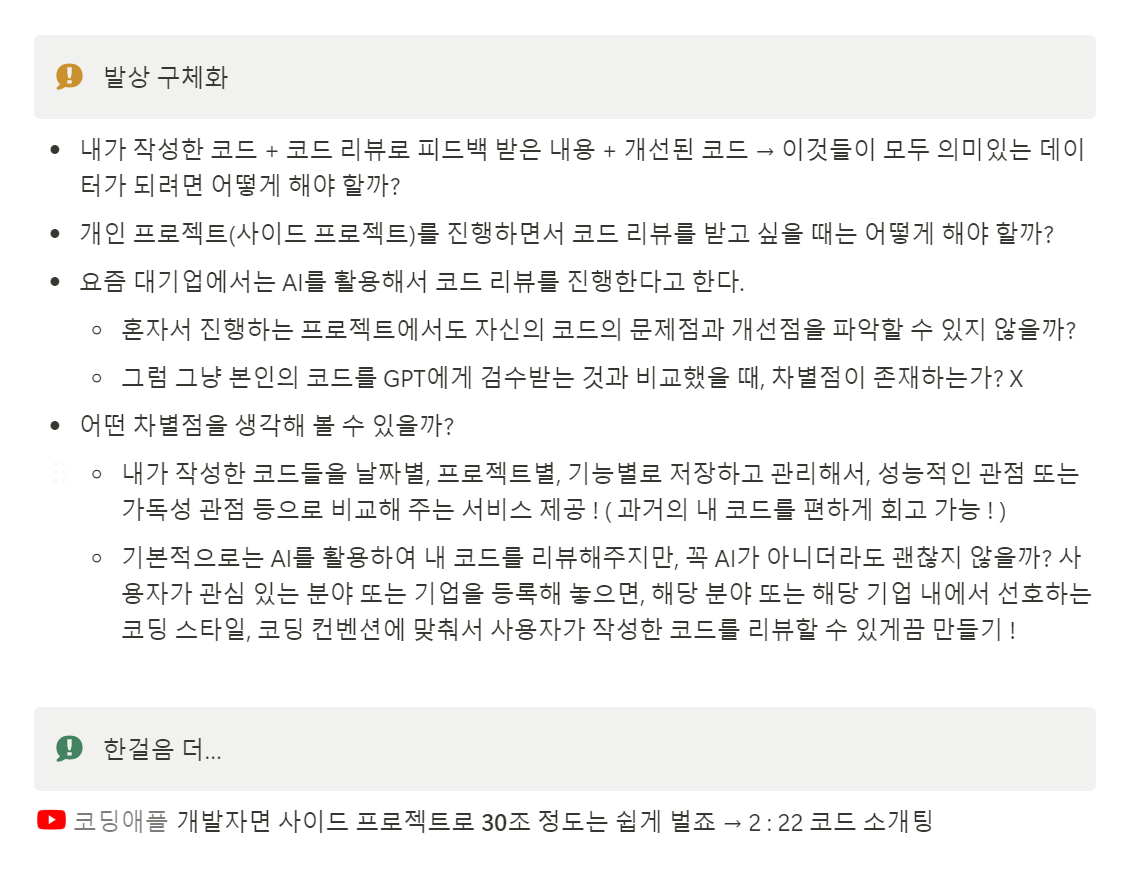 발상 구체화
• 내가 작성한 코드 + 코드 리뷰로 피드백 받은 내용 + 개선된 코드 → 이것들이 모두 의미있는 데이
터가 되려면 어떻게 해야 할까?
• 개인 프로젝트(사이드 프로젝트)를 진행하면서 코드 리뷰를 받고 싶을 때는 어떻게 해야 할까?
• 요즘 대기업에서는 AI를 활용해서 코드 리뷰를 진행한다고 한다.
◦ 혼자서 진행하는 프로젝트에서도 자신의 코드의 문제점과 개선점을 파악할 수 있지 않을까?
◦ 그럼 그냥 본인의 코드를 GPT에게 검수받는 것과 비교했을 때, 차별점이 존재하는가? X
• 어떤 차별점을 생각해 볼 수 있을까?
◦ 내가 작성한 코드들을 날짜별, 프로젝트별, 기능별로 저장하고 관리해서, 성능적인 관점 또는
가독성 관점 등으로 비교해 주는 서비스 제공 ! ( 과거의 내 코드를 편하게 회고 가능 ! )
◦ 기본적으로는 AI를 활용하여 내 코드를 리뷰해주지만, 꼭 AI가 아니더라도 괜찮지 않을까? 사
용자가 관심 있는 분야 또는 기업을 등록해 놓으면, 해당 분야 또는 해당 기업 내에서 선호하는
코딩 스타일, 코딩 컨벤션에 맞춰서 사용자가 작성한 코드를 리뷰할 수 있게끔 만들기 !
한걸음 더...
코딩애플 개발자면 사이드 프로젝트로 30조 정도는 쉽게 벌죠 → 2 : 22 코드 소개팅